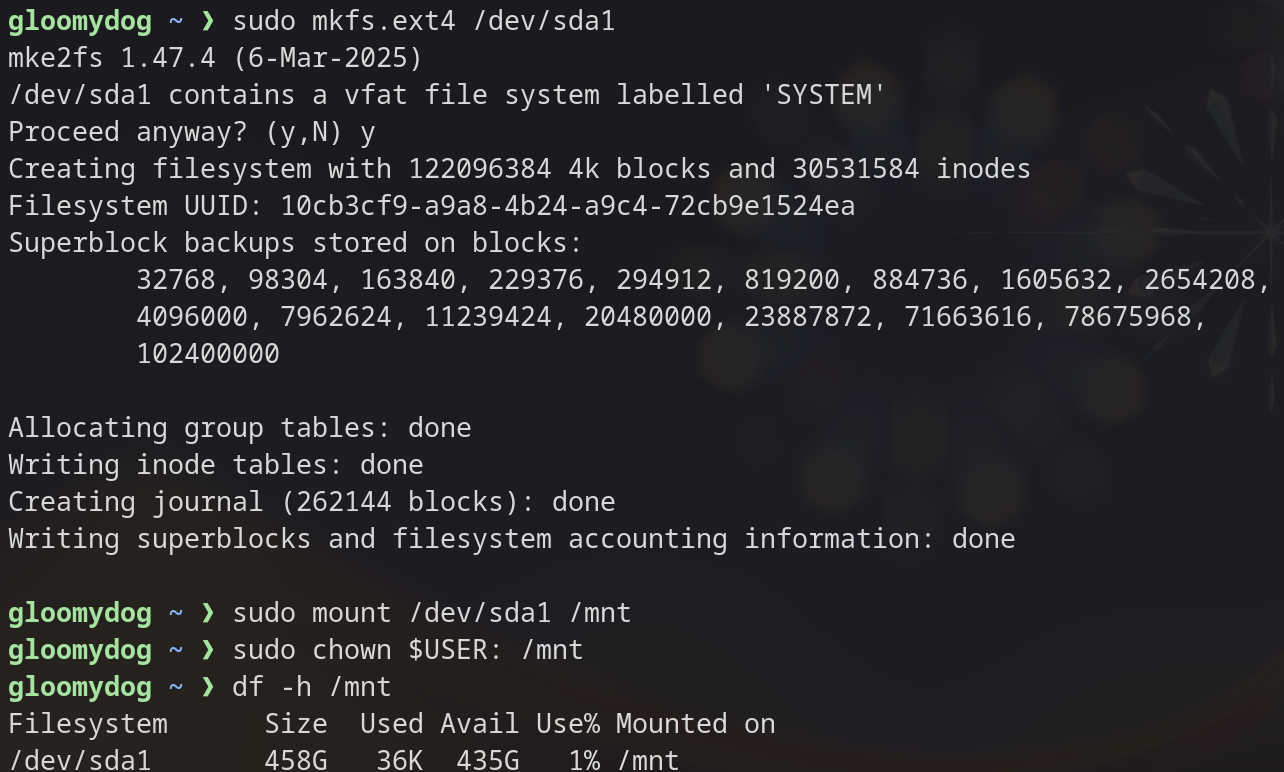 gloomydog ~ ❯ sudo mkfs.ext4 /dev/sda1
mke2fs 1.47.4 (6-Mar-2025)
/dev/sda1 contains a vfat file system labelled 'SYSTEM'
Proceed anyway? (y,N) y
Creating filesystem with 122096384 4k blocks and 30531584 inodes
Filesystem UUID: 10cb3cf9-a9a8-4b24-a9c4-72cb9e1524ea
Superblock backups stored on blocks:
        32768, 98304, 163840, 229376, 294912, 819200, 884736, 1605632, 2654208,
        4096000, 7962624, 11239424, 20480000, 23887872, 71663616, 78675968,
        102400000

Allocating group tables: done
Writing inode tables: done
Creating journal (262144 blocks): done
Writing superblocks and filesystem accounting information: done

gloomydog ~ ❯ sudo mount /dev/sda1 /mnt
gloomydog ~ ❯ sudo chown $USER: /mnt
gloomydog ~ ❯ df -h /mnt
Filesystem      Size  Used Avail Use% Mounted on
/dev/sda1       458G   36K  435G   1% /mnt